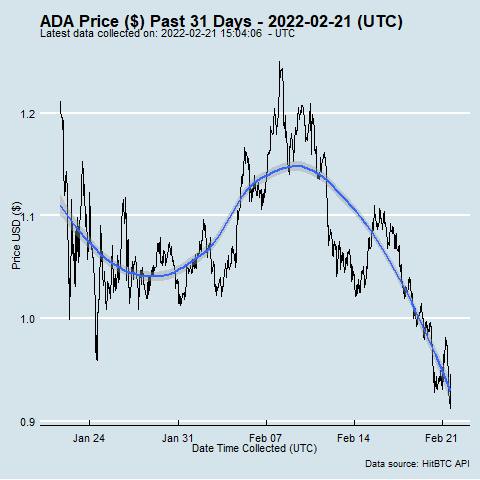 ADA Price ($) Past 31 Days - 2022-02-21 (UTC)
Latest data collected on: 2022-02-21 15:04:06 - UTC
1.2
1.1
1.0
0.9
Price USD ($)
Jan 24 Jan 31 Feb 07 Feb 14 Feb 21
Date Time Collected (UTC)
Data source: HitBTC API